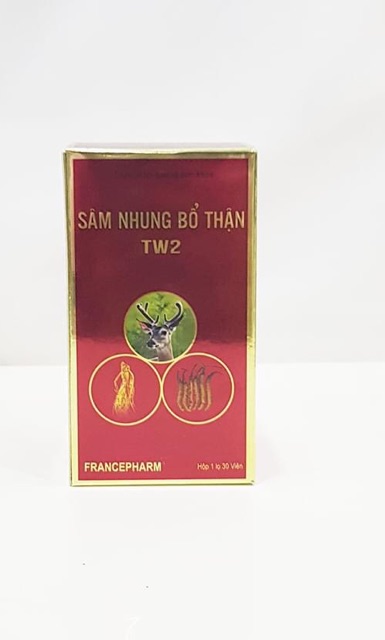 SÂM NHUNG BỔ THẬN
TW2
FRANCEPHARM
Hộp 1 lọ 30 Viên